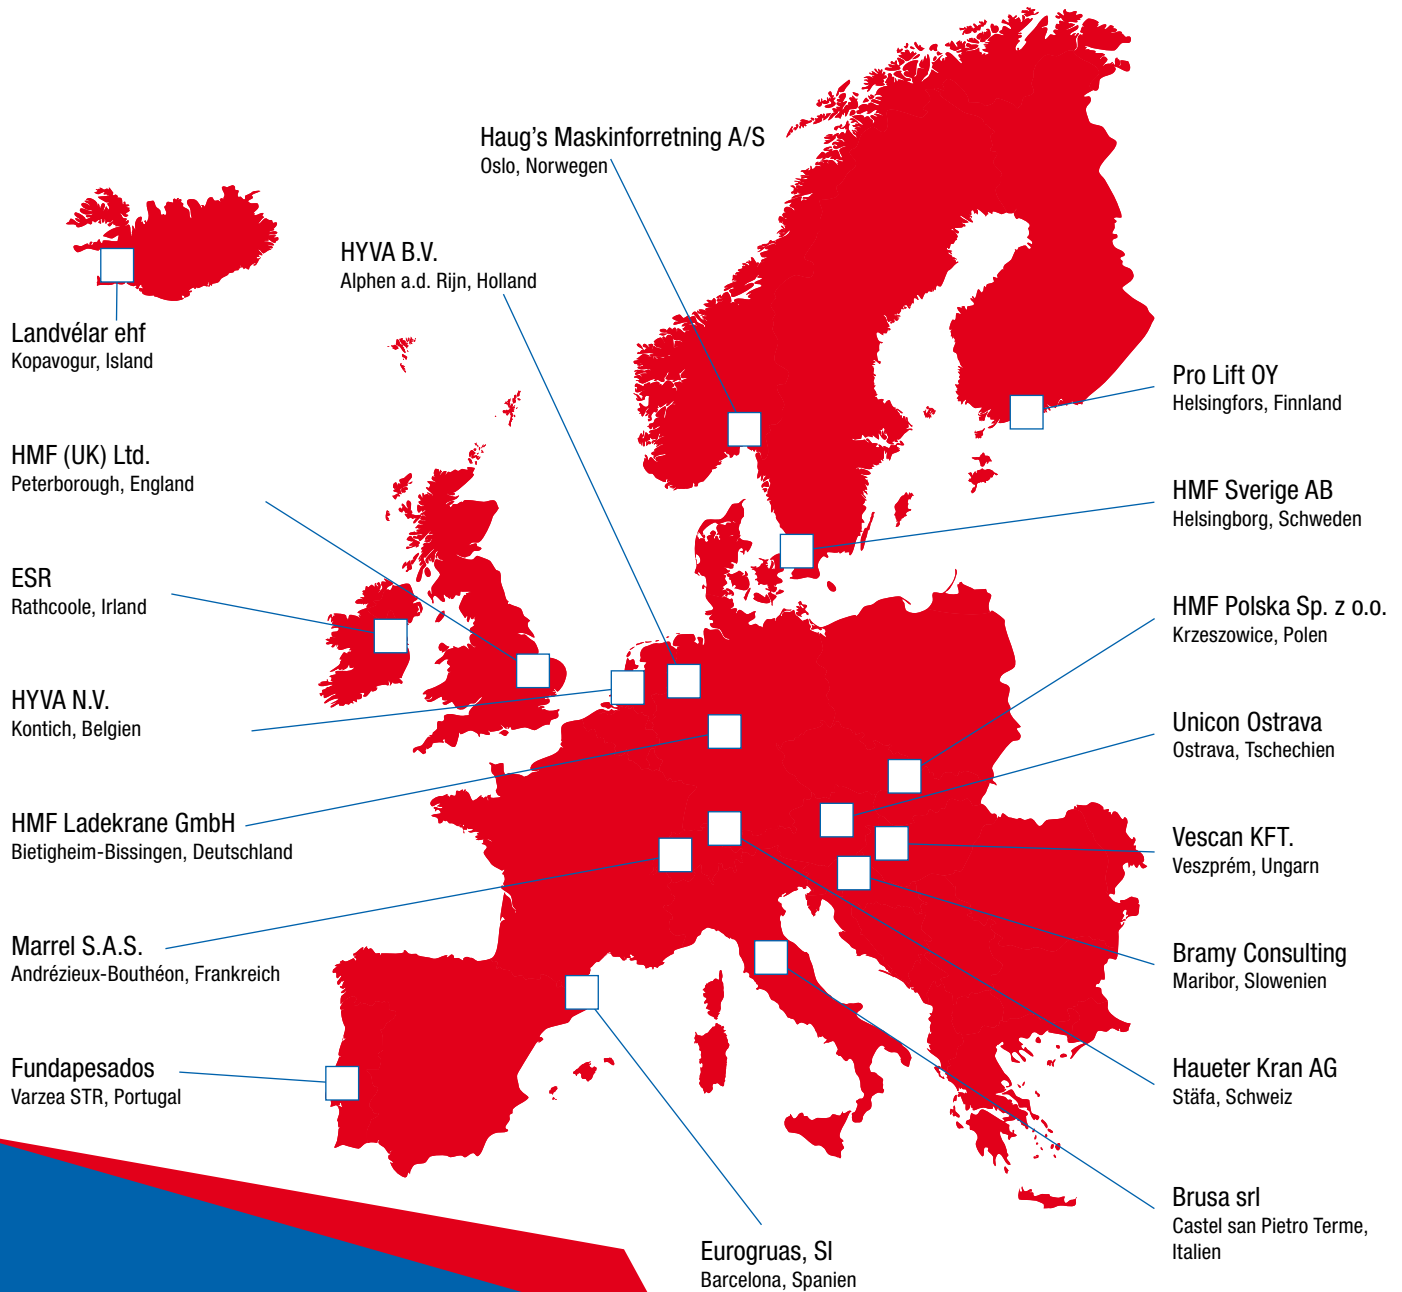 Haug's Maskinforretning A/S
Oslo, Norwegen
HYVA B.V.
Alphen a.d. Rijn, Holland
Landvélar ehf
Kopavogur, Island
HMF (UK) Ltd.
Peterborough, England
ESR
Rathcoole, Irland
HYVA N.V.
Kontich, Belgien
HMF Ladekrane GmbH
Bietigheim-Bissingen, Deutschland
Marrel S.A.S.
Andrézieux-Bouthéon, Frankreich
Fundapesados
Varzea STR, Portugal
Eurogruas, Sl
Barcelona, Spanien
Pro Lift OY
Helsingfors, Finnland
HMF Sverige AB
Helsingborg, Schweden
HMF Polska Sp. z o.o.
Krzeszowice, Polen
Unicon Ostrava
Ostrava, Tschechien
Vescan KFT.
Veszprém, Ungarn
Bramy Consulting
Maribor, Slowenien
Haueter Kran AG
Stäfa, Schweiz
Brusa srl
Castel san Pietro Terme,
Italien